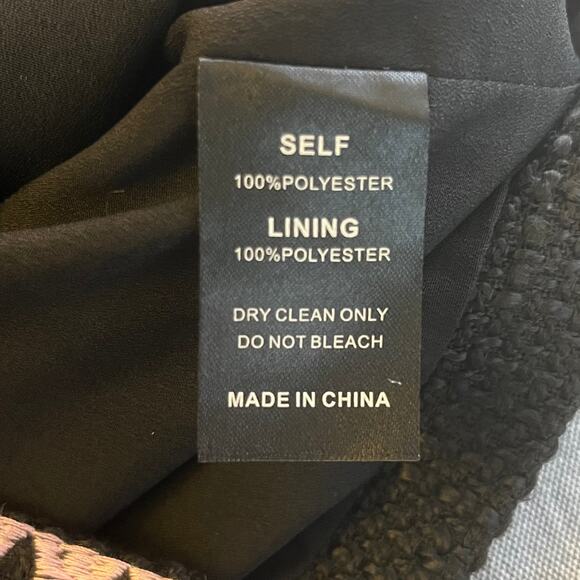 SELF
100%POLYESTER
LINING
100%POLYESTER
DRY CLEAN ONLY
DO NOT BLEACH
MADE IN CHINA